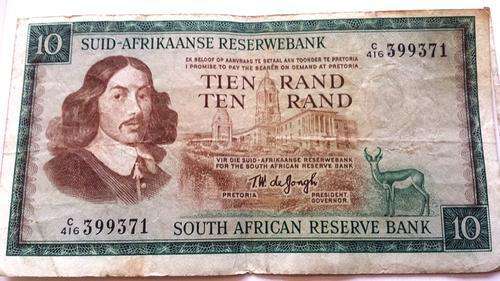 10 SUID-AFRIKAANSE RESERWEBANK C/416 399371
EK BELOOF OP AANVRAAG TE BETAAL AAN TOONDER TE PRETORIA
I PROMISE TO PAY THE BEARER ON DEMAND AT PRETORIA
TIEN RAND
TEN RAND
VIR DIE SUID-AFRIKAANSE RESERWEBANK
FOR THE SOUTH AFRICAN RESERVE BANK
T.W. de Jongh
PRETORIA PRESIDENT
GOVERNOR
C/416 399371 SOUTH AFRICAN RESERVE BANK 10